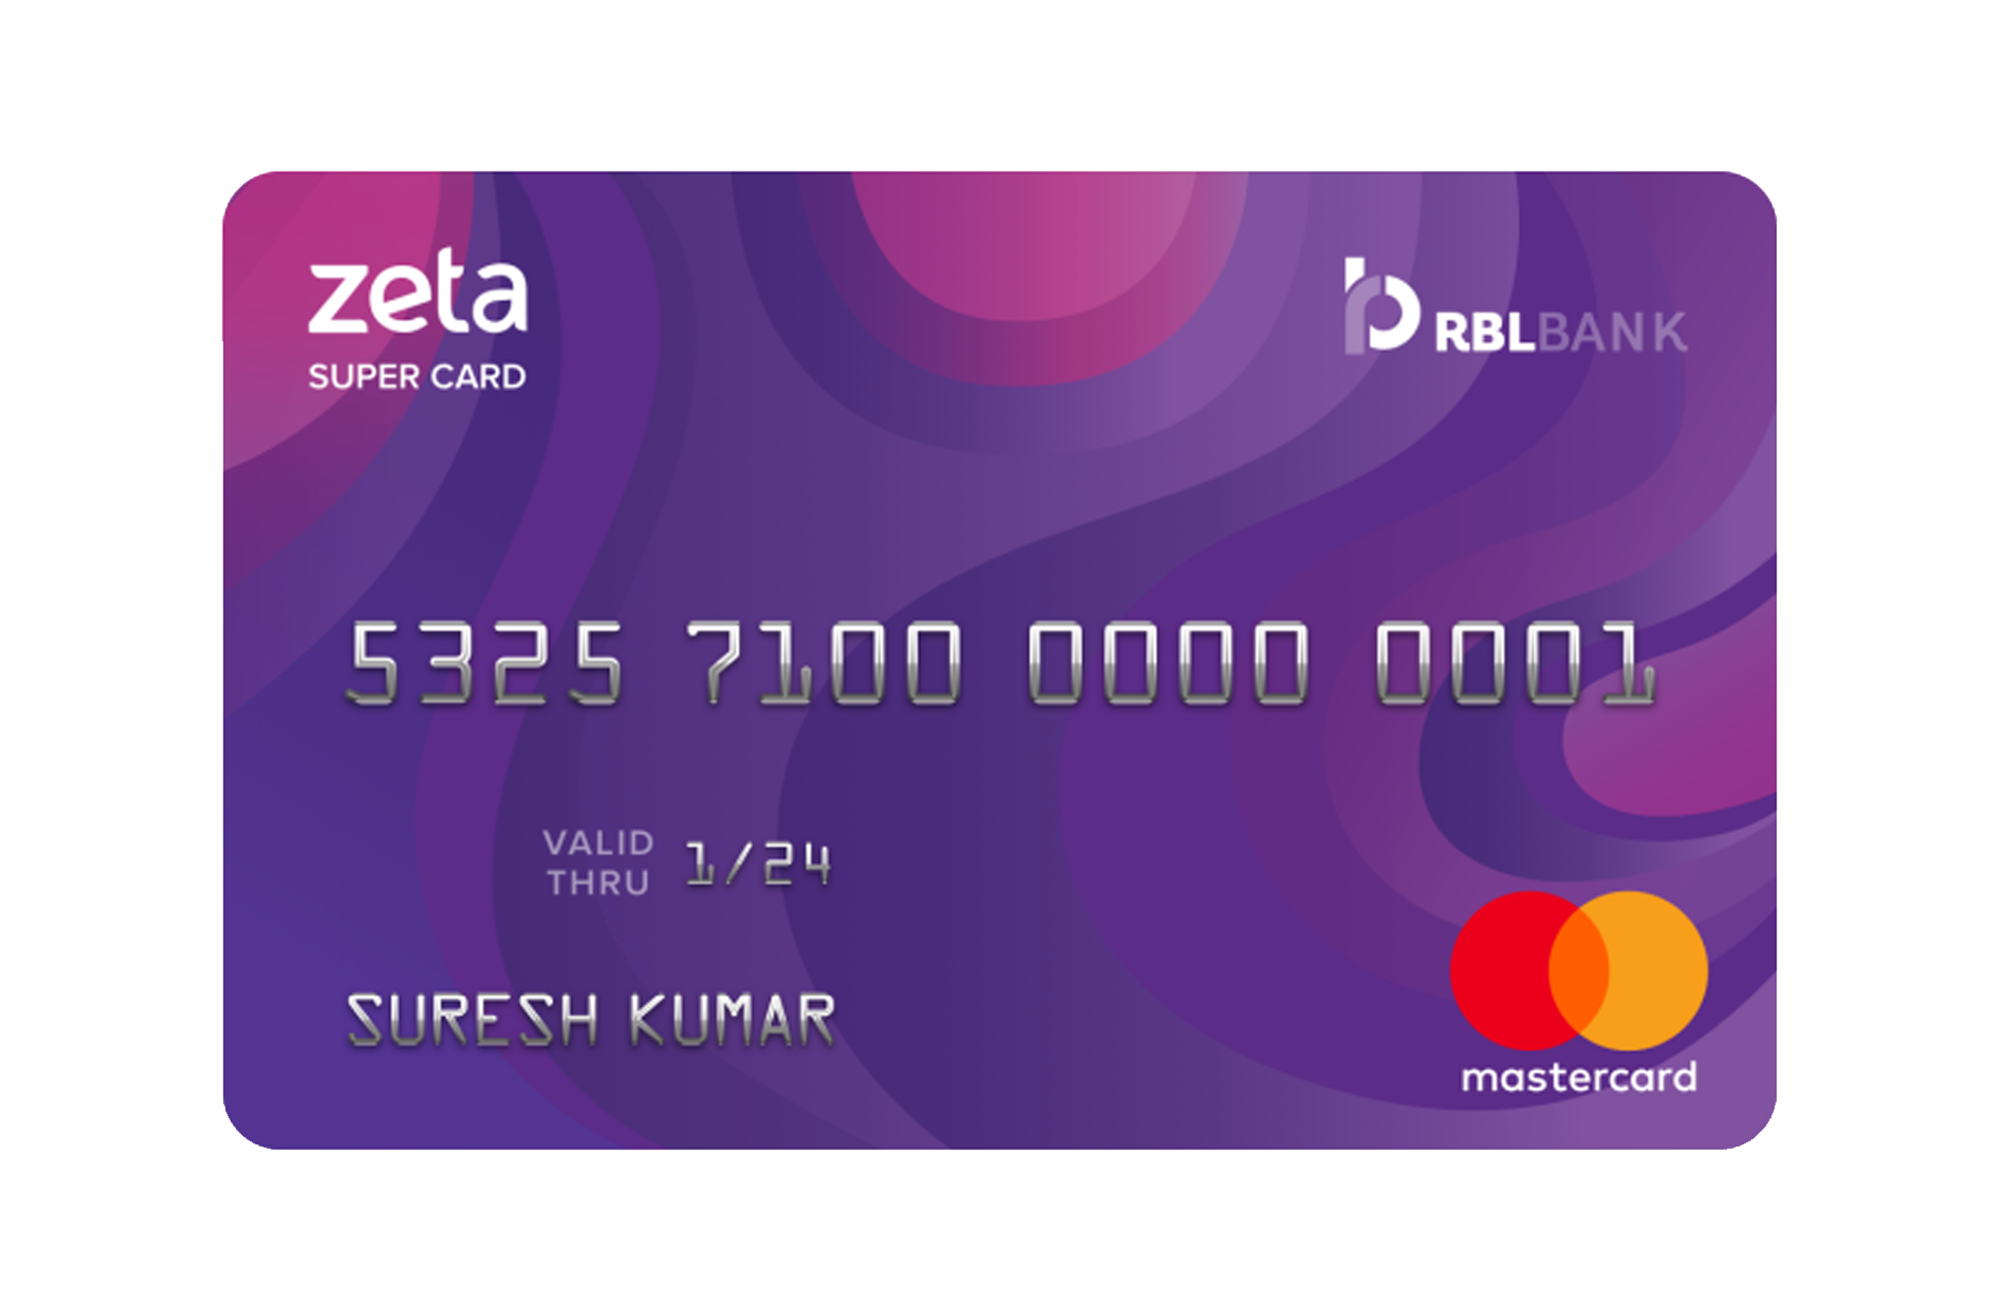 zeta
SUPER CARD
RBLBANK
5325 7100 0000 0001
VALID
THRU
1/24
SURESH KUMAR
mastercard